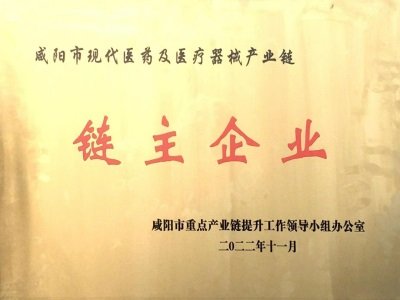 咸阳市现代医药及医疗器械产业链
链主企业
咸阳市重点产业链提升工作领导小组办公室
二〇二二年十一月